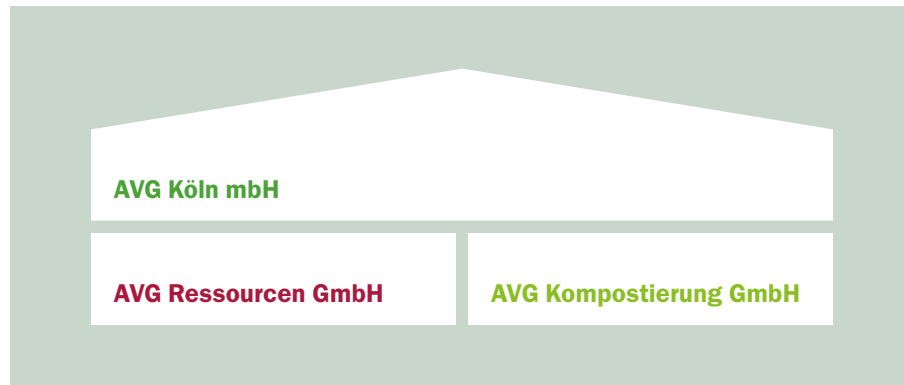 AVG Köln mbH
AVG Ressourcen GmbH
AVG Kompostierung GmbH